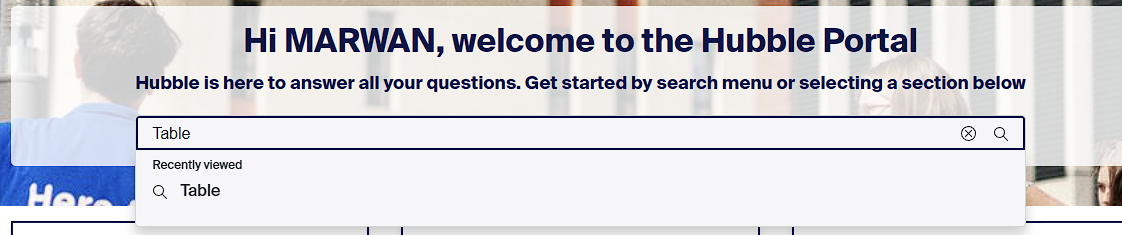 Hi MARWAN, welcome to the Hubble Portal
Hubble is here to answer all your questions. Get started by search menu or selecting a section below
Table
Recently viewed
Table
Here